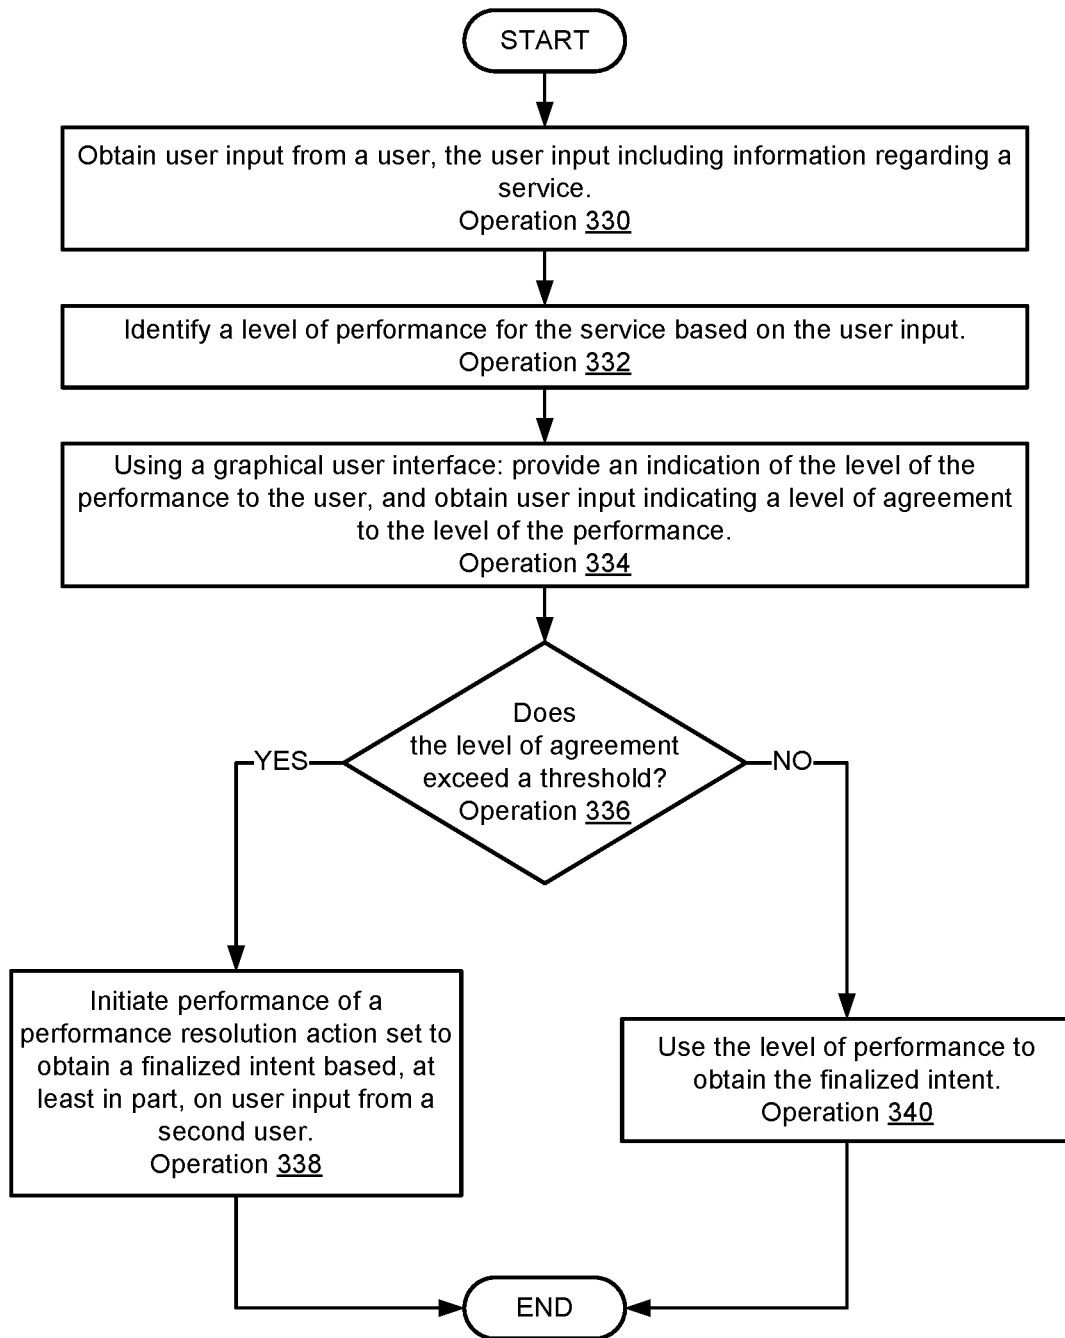 START
Obtain user input from a user, the user input including information regarding a
service.
Operation 330
Identify a level of performance for the service based on the user input.
Operation 332
Using a graphical user interface: provide an indication of the level of the
performance to the user, and obtain user input indicating a level of agreement
to the level of the performance.
Operation 334
Does
the level of agreement
exceed a threshold?
Operation 336
YES
NO
Initiate performance of a
performance resolution action set to
obtain a finalized intent based, at
least in part, on user input from a
second user.
Operation 338
Use the level of performance to
obtain the finalized intent.
Operation 340
END